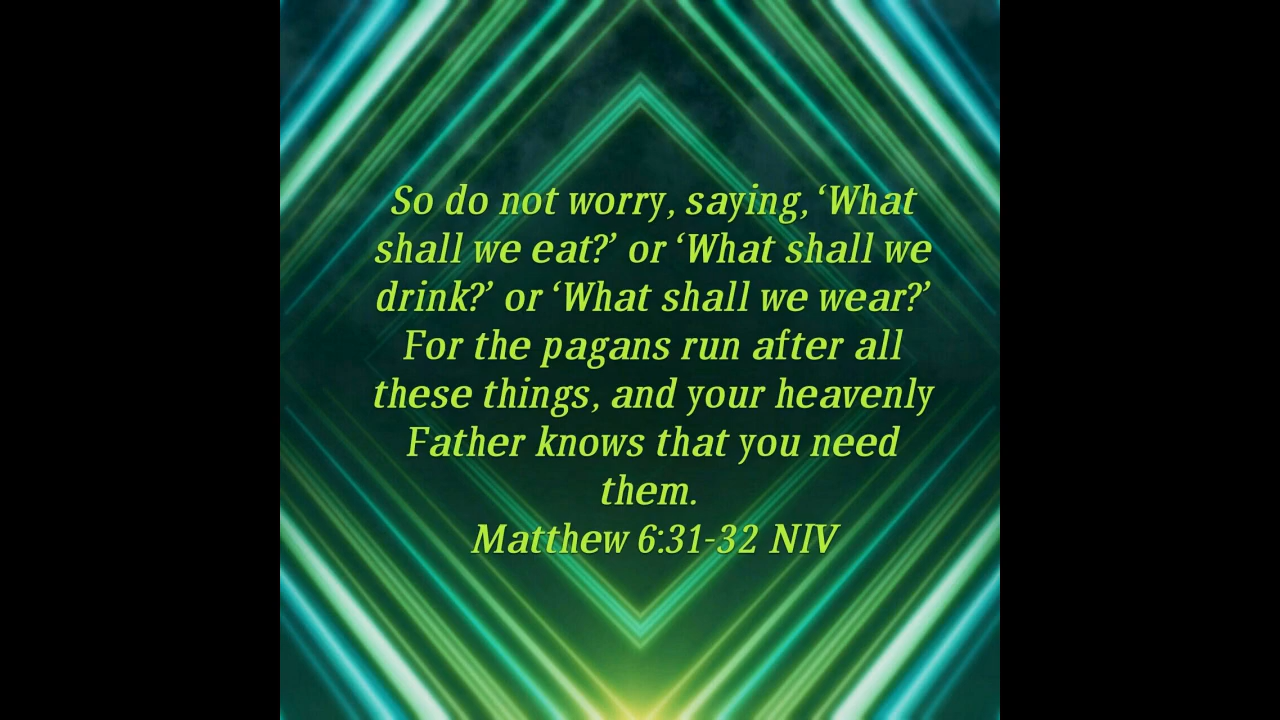 So do not worry, saying, ‘What
shall we eat?’ or ‘What shall we
drink?’ or ‘What shall we wear?’
For the pagans run after all
these things, and your heavenly
Father knows that you need
them.
Matthew 6:31-32 NIV